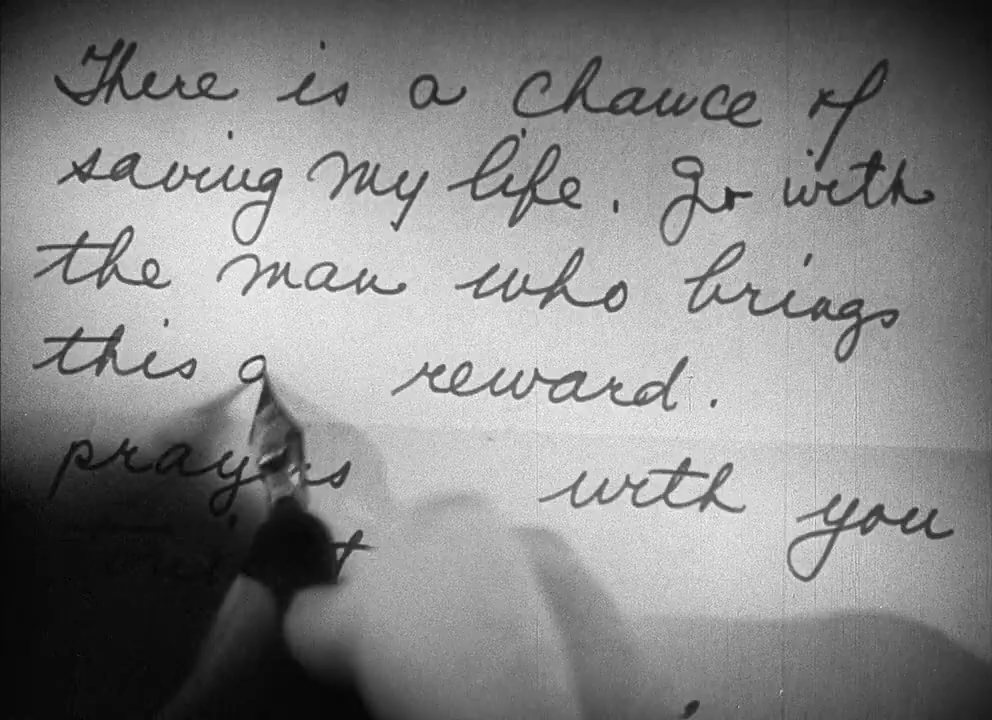 There is a chance of
saving my life. Go with
the man who brings
this a reward.
with you